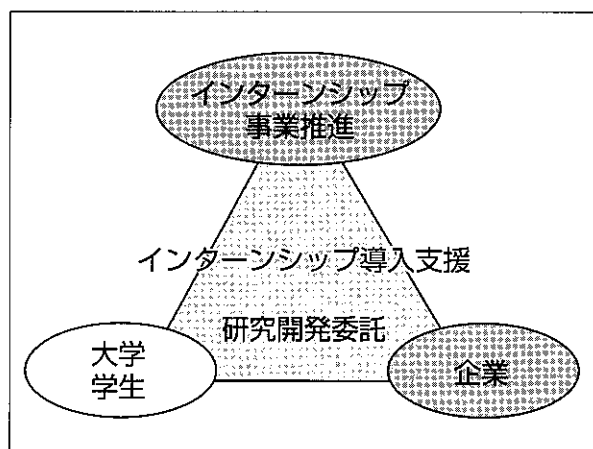 インターンシップ
事業推進
インターンシップ導入支援
研究開発委託
大学
学生
企業